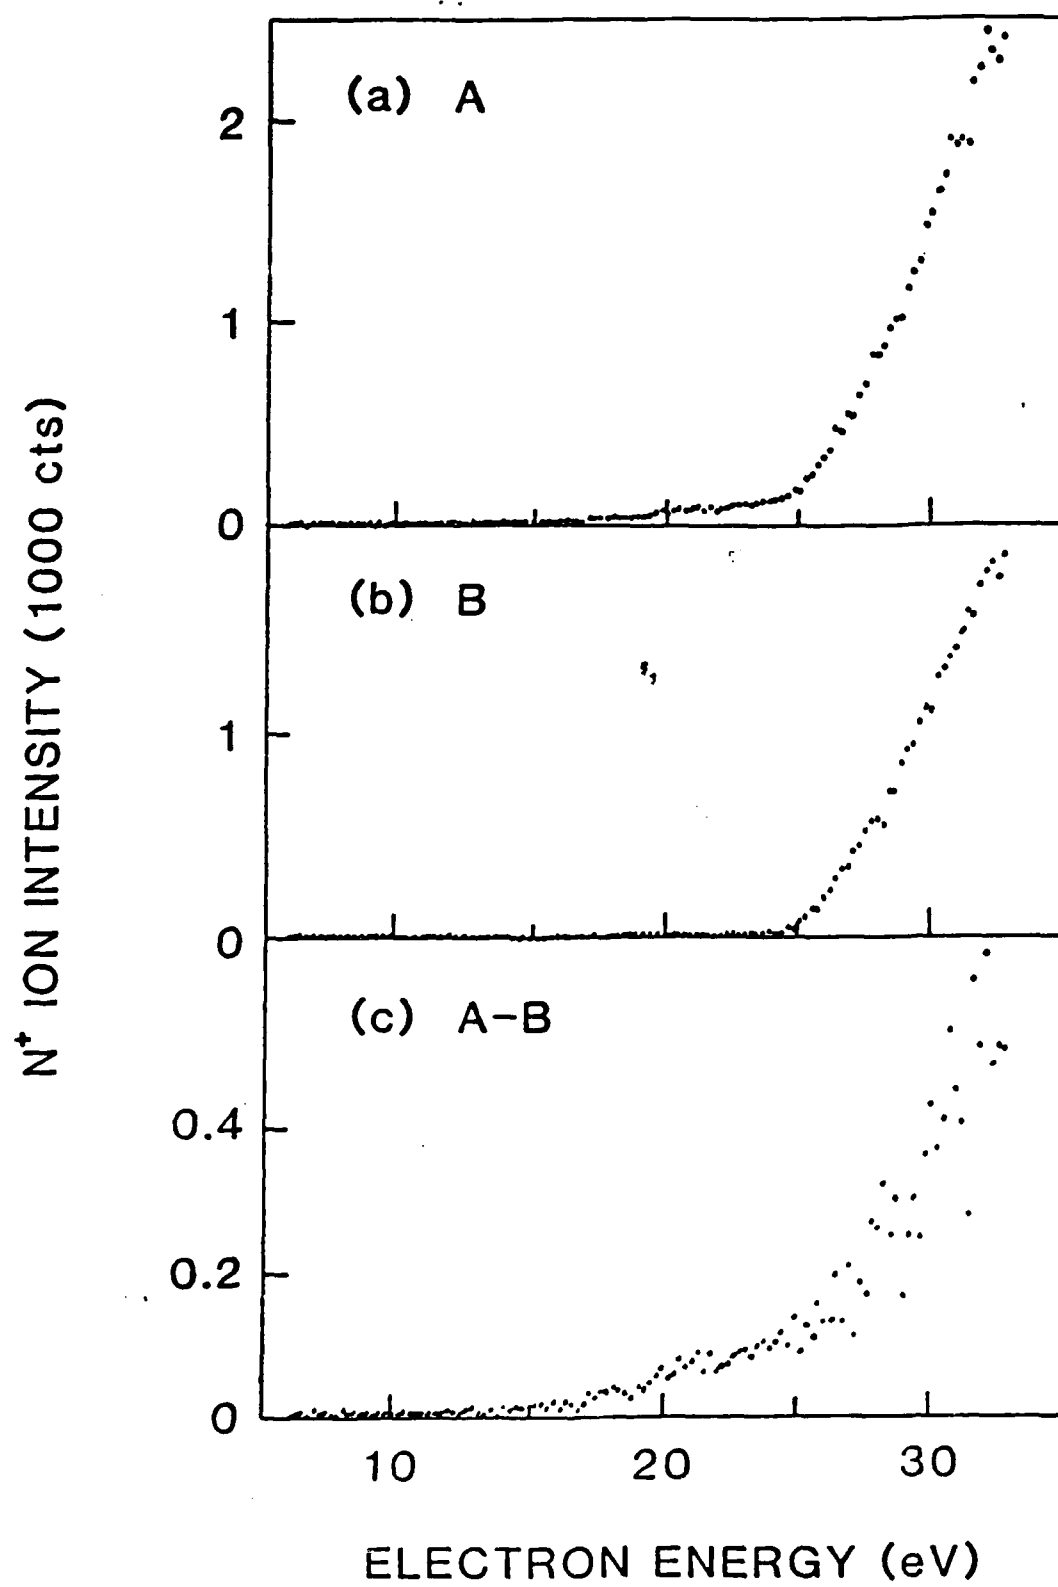 (a) A
2
1
0
(b) B
1
0
(c) A-B
0.4
0.2
0
10 20 30
ELECTRON ENERGY (eV)
N⁺ ION INTENSITY (1000 cts)